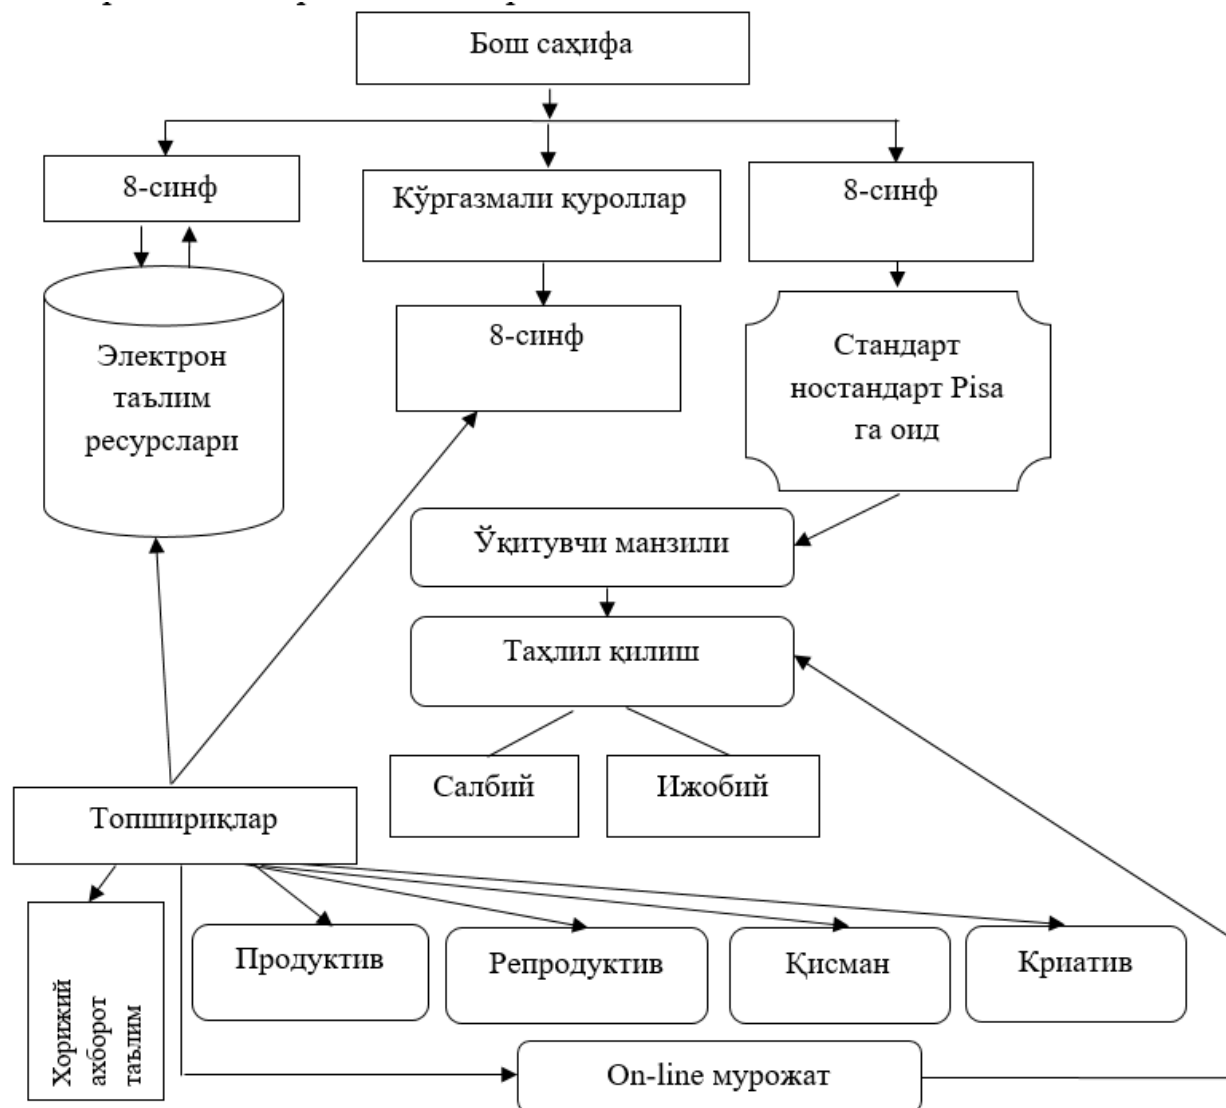 Бош саҳифа
8-синф
Кўргазмали қуроллар
8-синф
8-синф
Электрон
таълим
ресурслари
Стандарт
ностандарт Pisa
га оид
Ўқитувчи манзили
Таҳлил қилиш
Салбий
Ижобий
Топшириқлар
Хорижий
ахборот
таълим
Продуктив
Репродуктив
Қисман
Криатив
On-line мурожат